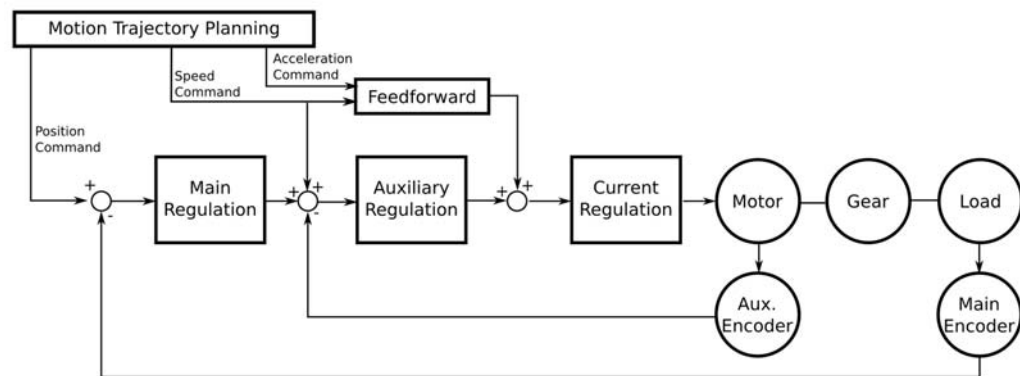 Motion Trajectory Planning
Acceleration
Command
Speed
Command
Feedforward
Position
Command
+
-
Main
Regulation
+
+
-
Auxiliary
Regulation
+
+
Current
Regulation
Motor
Gear
Load
Aux.
Encoder
Main
Encoder